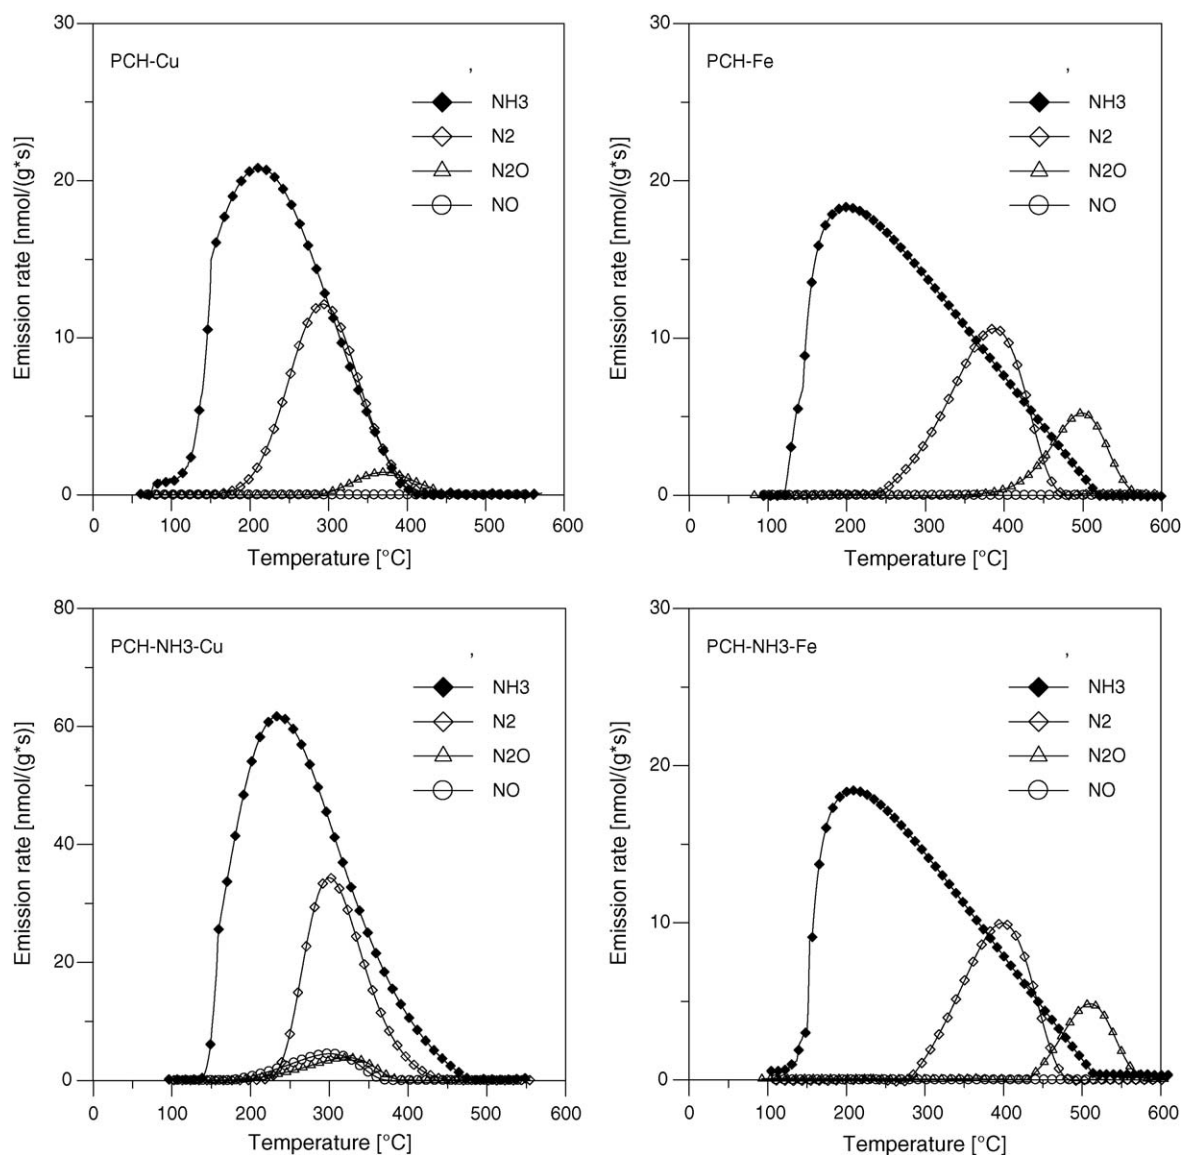 30
PCH-Cu
,
NH3
N2
N2O
NO
20
10
0
Emission rate [nmol/(g*s)]
0 100 200 300 400 500 600
Temperature [°C]
30
PCH-Fe
,
NH3
N2
N2O
NO
20
10
0
Emission rate [nmol/(g*s)]
0 100 200 300 400 500 600
Temperature [°C]
80
PCH-NH3-Cu
,
NH3
N2
N2O
NO
60
40
20
0
Emission rate [nmol/(g*s)]
0 100 200 300 400 500 600
Temperature [°C]
30
PCH-NH3-Fe
,
NH3
N2
N2O
NO
20
10
0
Emission rate [nmol/(g*s)]
0 100 200 300 400 500 600
Temperature [°C]